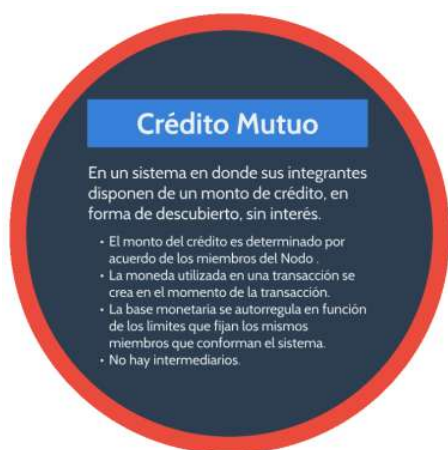 Crédito Mutuo
En un sistema en donde sus integrantes
disponen de un monto de crédito, en
forma de descubierto, sin interés.
• El monto del crédito es determinado por
acuerdo de los miembros del Nodo .
• La moneda utilizada en una transacción se
crea en el momento de la transacción.
• La base monetaria se autorregula en función
de los limites que fijan los mismos
miembros que conforman el sistema.
• No hay intermediarios.